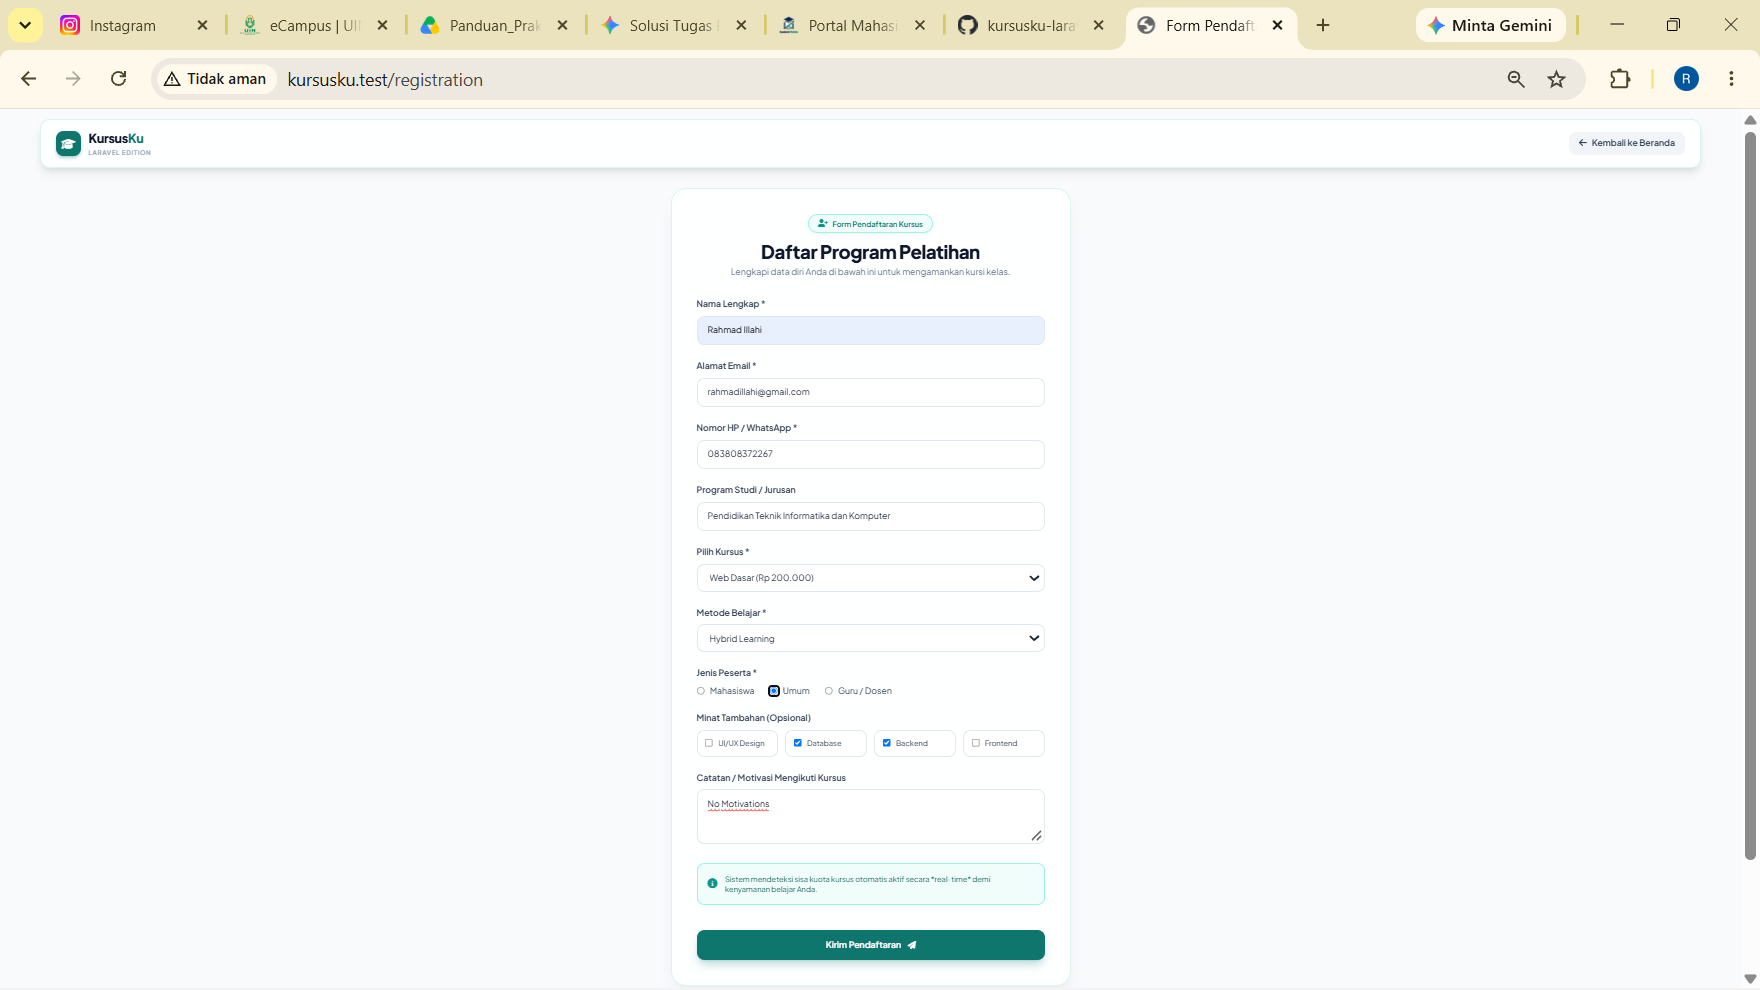 Instagram
eCampus | UI
Panduan_Prak
Solusi Tugas
Portal Mahas
kursusku-lara
Form Pendaft
Minta Gemini
Tidak aman
kursusku.test/registration
R
KursusKu
LARAVEL EDITION
← Kembali ke Beranda
Form Pendaftaran Kursus
Daftar Program Pelatihan
Lengkapi data diri Anda di bawah ini untuk mengamankan kursi kelas.
Nama Lengkap *
Rahmad Illahi
Alamat Email *
rahmadillahi@gmail.com
Nomor HP / WhatsApp *
083808372267
Program Studi / Jurusan
Pendidikan Teknik Informatika dan Komputer
Pilih Kursus *
Web Dasar (Rp 200.000)
Metode Belajar *
Hybrid Learning
Jenis Peserta *
Mahasiswa Umum Guru / Dosen
Minat Tambahan (Opsional)
UI/UX Design Database Backend Frontend
Catatan / Motivasi Mengikuti Kursus
No Motivations
Sistem mendeteksi sisa kuota kursus otomatis aktif secara *real-time* demi
kenyamanan belajar Anda.
Kirim Pendaftaran